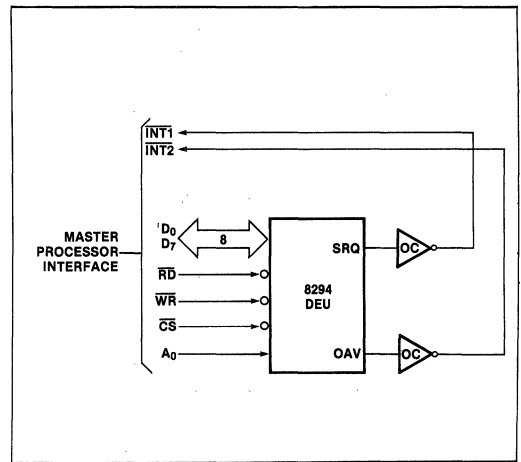 INT1
INT2
'D0
D7
8
MASTER
PROCESSOR
INTERFACE
RD
WR
CS
A0
SRQ
8294
DEU
OAV
OC
OC